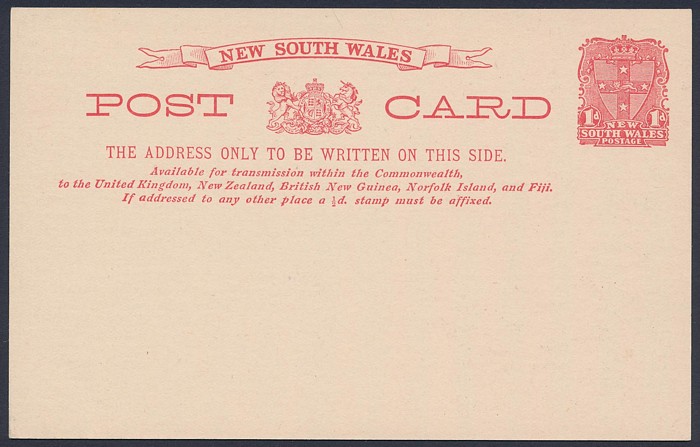 NEW SOUTH WALES
POST CARD
1d 1d
NEW
SOUTH WALES
POSTAGE
THE ADDRESS ONLY TO BE WRITTEN ON THIS SIDE.
Available for transmission within the Commonwealth,
to the United Kingdom, New Zealand, British New Guinea, Norfolk Island, and Fiji.
If addressed to any other place a ½d. stamp must be affixed.